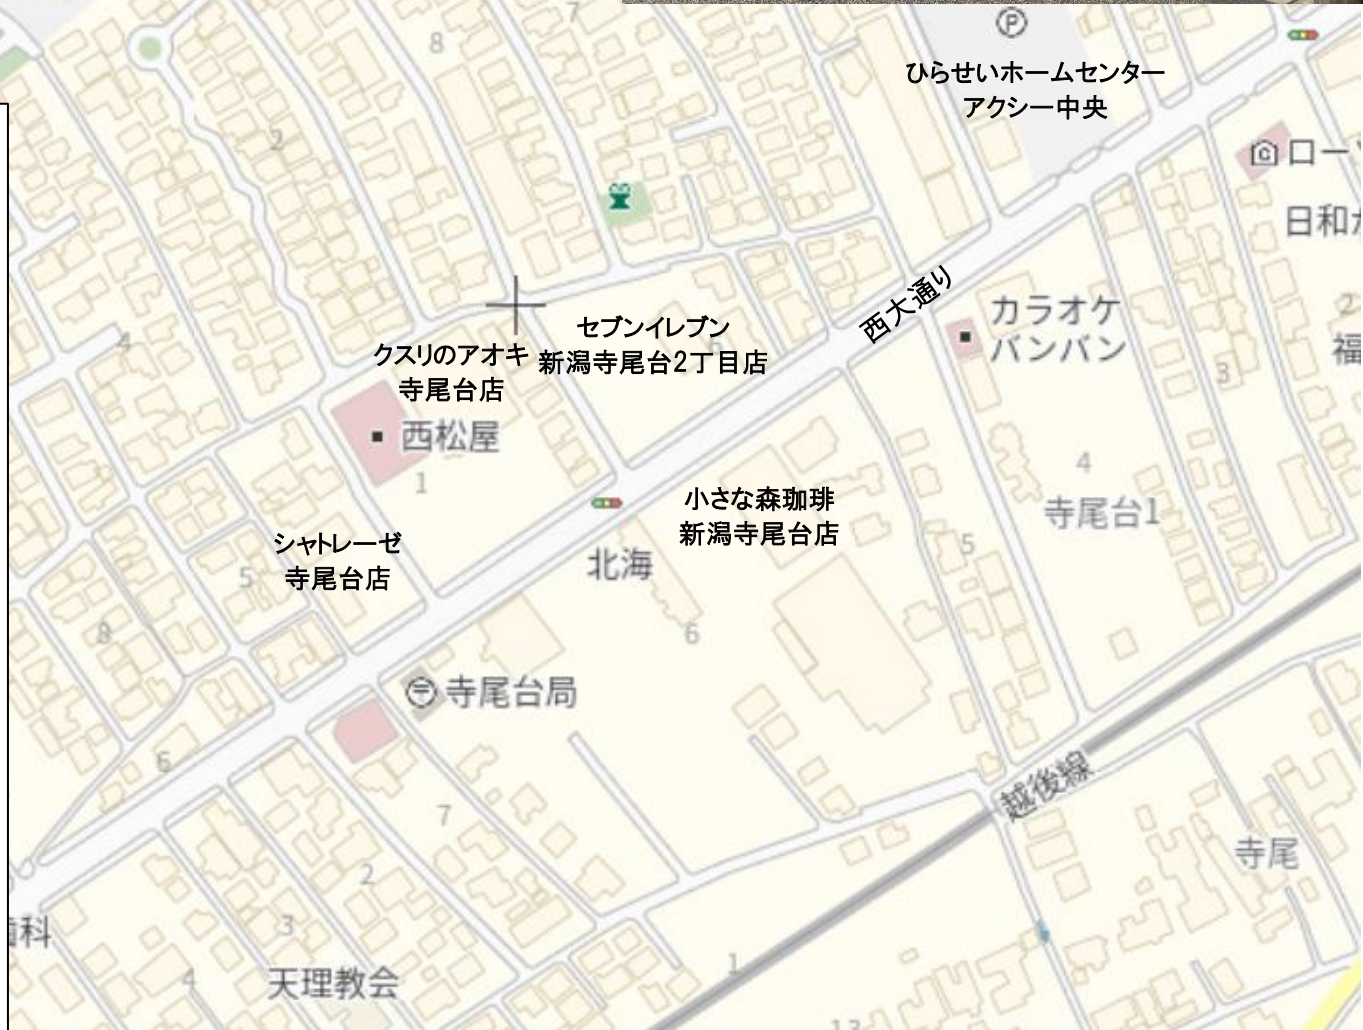 7
8
Ⓟ
ひらせいホームセンター
アクシー中央
2
ロー
日和
カラオケ
バンバン
2
福
西大通り
セブンイレブン
新潟寺尾台2丁目店
クスリのアオキ
寺尾台店
4
3
西松屋
1
4
寺尾台1
小さな森珈琲
新潟寺尾台店
シャトレーゼ
寺尾台店
北海
5
5
8
6
寺尾台局
6
越後線
7
寺尾
2
3
歯科
天理教会
4
1